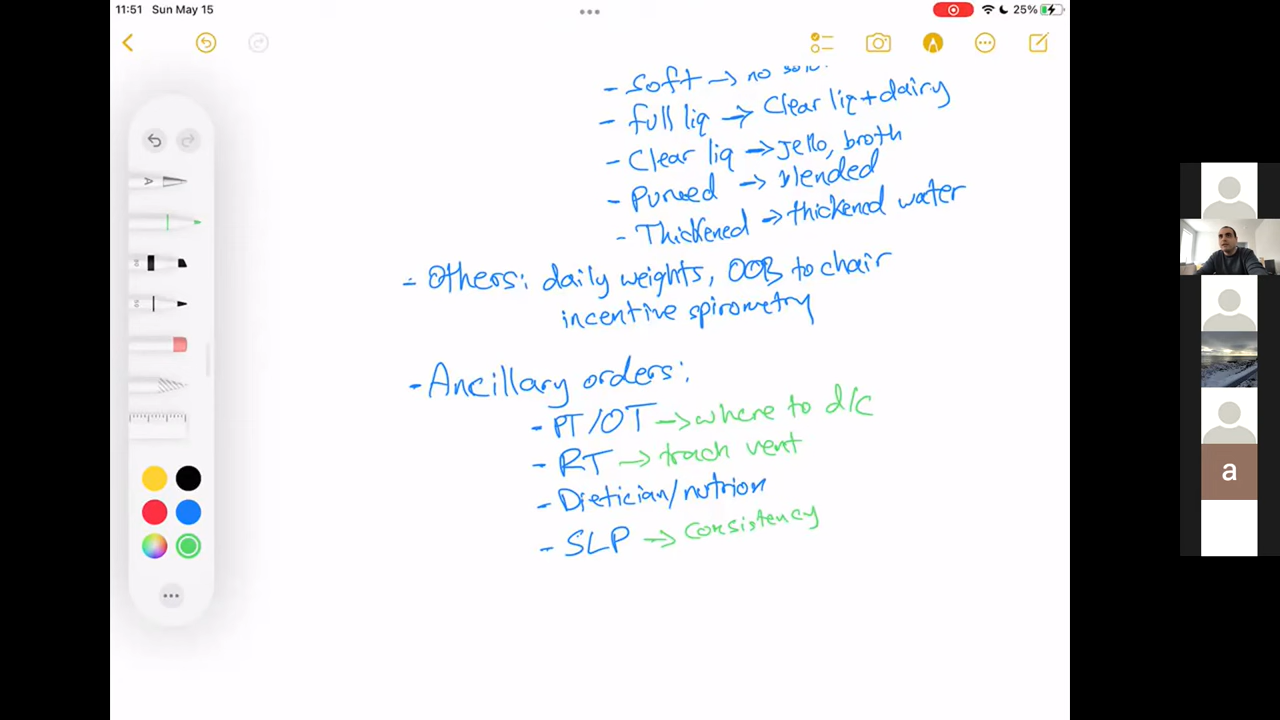 11:51 Sun May 15
25%
- Soft → no
- full liq → Clear liq + dairy
- Clear liq → Jello, broth
- Pureed → blended
- Thickened → thickened water
- Others: daily weights, OOB to chair
incentive spirometry
- Ancillary orders:
- PT/OT → where to d/c
- RT → trach vent
- Dietician/nutrion
- SLP → consistency
a